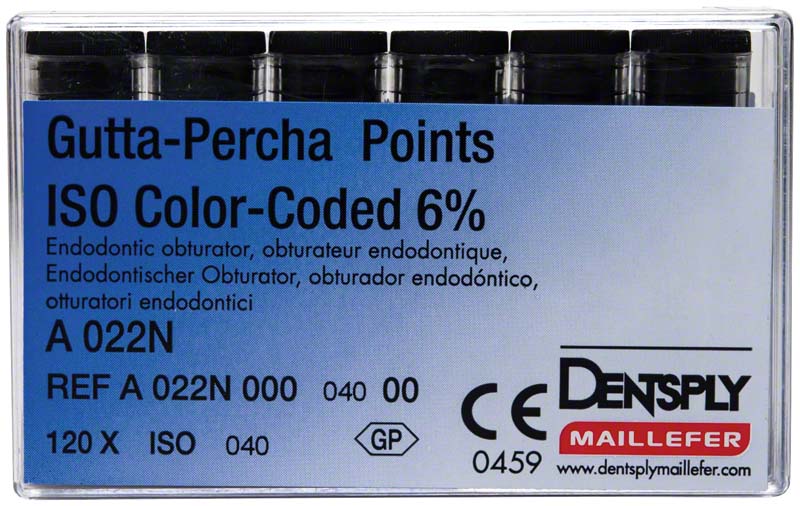 Gutta-Percha Points
ISO Color-Coded 6%
Endodontic obturator, obturateur endodontique,
Endodontischer Obturator, obturador endodóntico,
otturatori endodontici
A 022N
REF A 022N 000 040 00
120 X ISO 040
GP
CE
0459
DENTSPLY
MAILLEFER
www.dentsplymaillefer.com